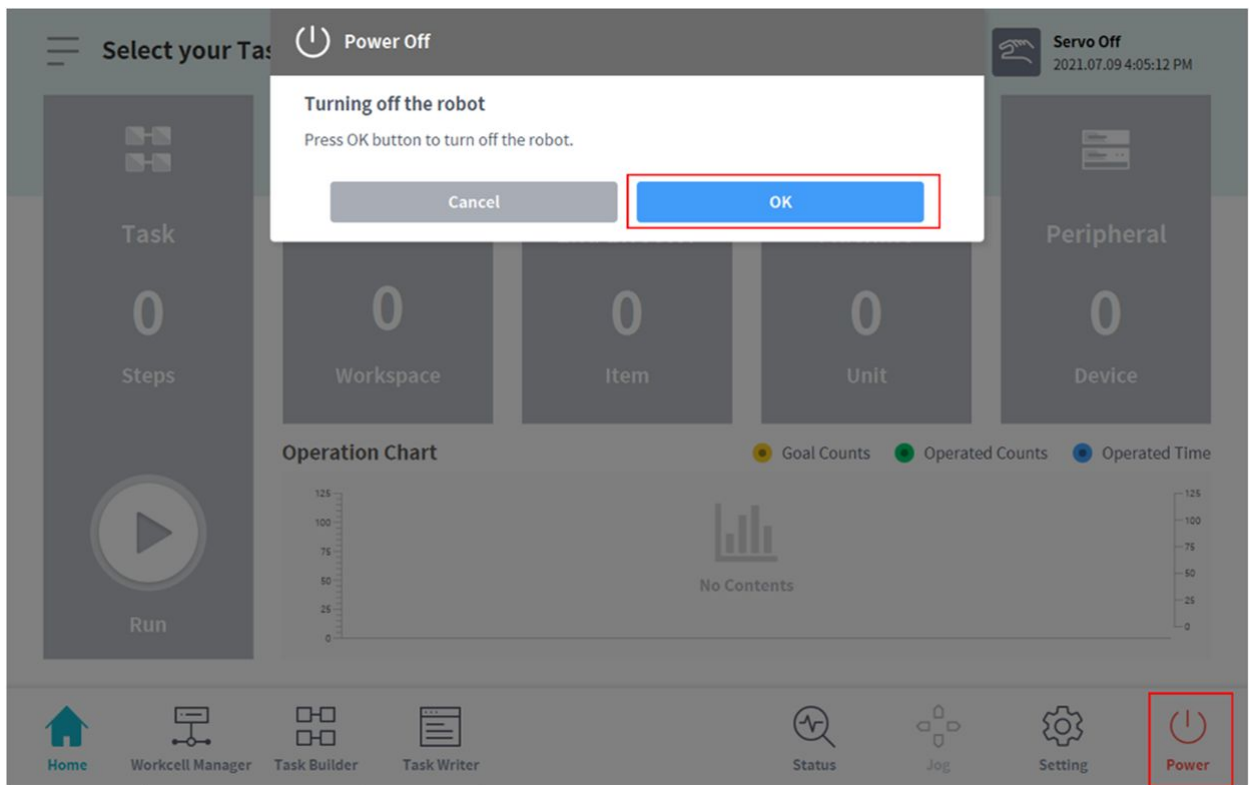 Select your Tas
Power Off
Servo Off
2021.07.09 4:05:12 PM
Turning off the robot
Press OK button to turn off the robot.
Cancel
OK
Task
0
Steps
Run
0
Workspace
0
Item
0
Unit
Peripheral
0
Device
Operation Chart
Goal Counts
Operated Counts
Operated Time
125
100
75
50
25
0
No Contents
125
100
75
50
25
0
Home
Workcell Manager
Task Builder
Task Writer
Status
Jog
Setting
Power